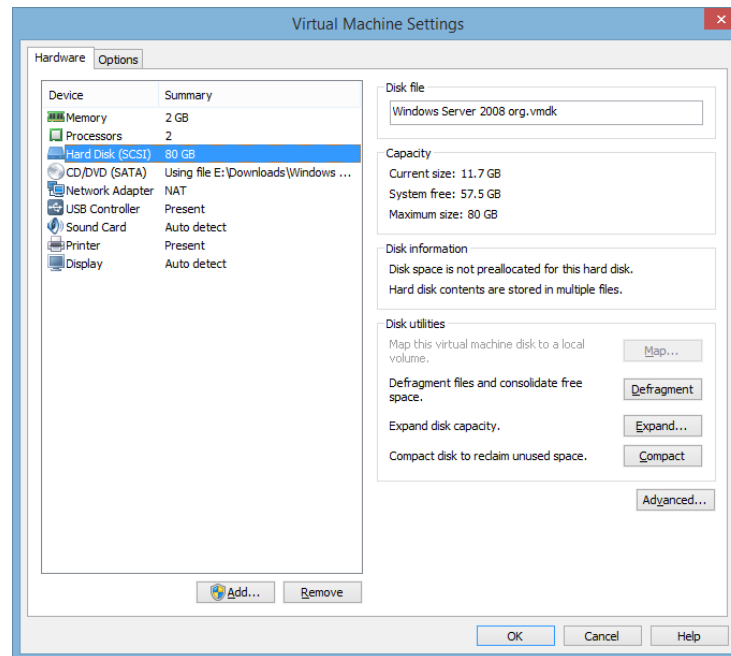 Virtual Machine Settings
Hardware
Options
Device Summary
Memory 2 GB
Processors 2
Hard Disk (SCSI) 80 GB
CD/DVD (SATA) Using file E:\Downloads\Windows ...
Network Adapter NAT
USB Controller Present
Sound Card Auto detect
Printer Present
Display Auto detect
Add...
Remove
Disk file
Windows Server 2008 org.vmdk
Capacity
Current size: 11.7 GB
System free: 57.5 GB
Maximum size: 80 GB
Disk information
Disk space is not preallocated for this hard disk.
Hard disk contents are stored in multiple files.
Disk utilities
Map this virtual machine disk to a local
volume.
Map...
Defragment files and consolidate free
space.
Defragment
Expand disk capacity.
Expand...
Compact disk to reclaim unused space.
Compact
Advanced...
OK
Cancel
Help